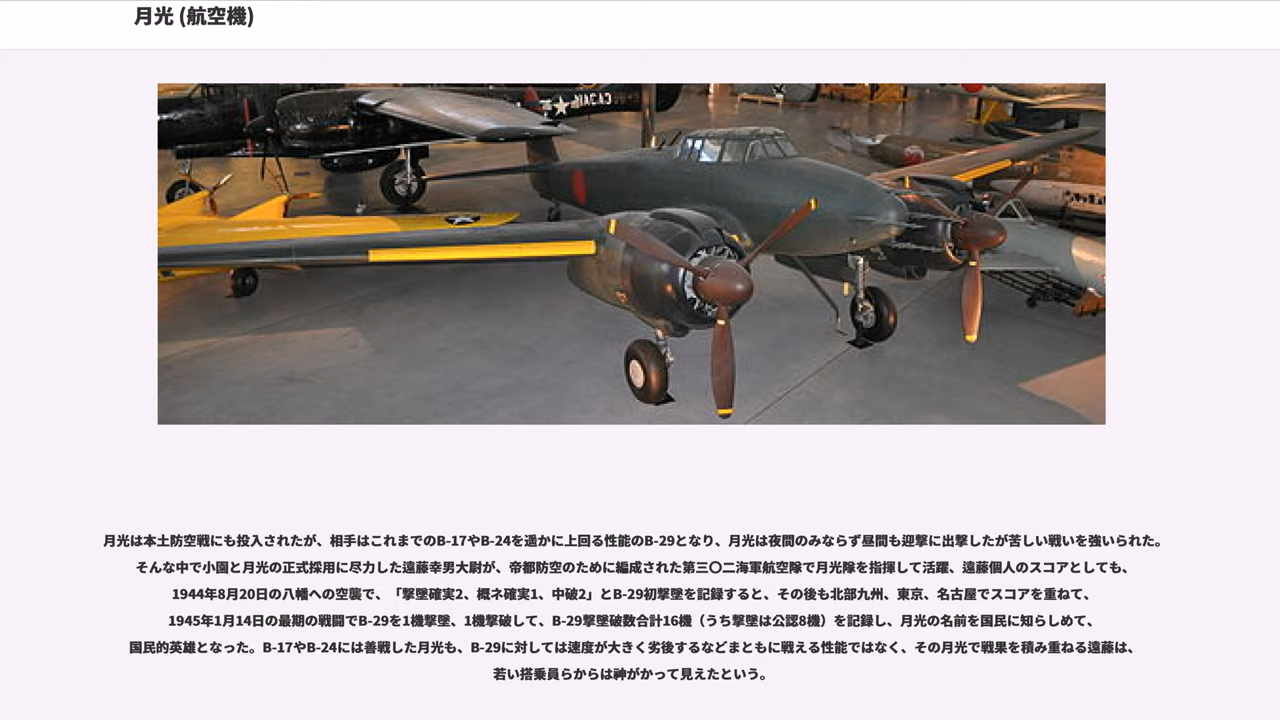 月光 (航空機)
NACA
月光は本土防空戦にも投入されたが、相手はこれまでのB-17やB-24を遥かに上回る性能のB-29となり、月光は夜間のみならず昼間も迎撃に出撃したが苦しい戦いを強いられた。
そんな中で小園と月光の正式採用に尽力した遠藤幸男大尉が、帝都防空のために編成された第三〇二海軍航空隊で月光隊を指揮して活躍、遠藤個人のスコアとしても、
1944年8月20日の八幡への空襲で、「撃墜確実2、概ネ確実1、中破2」とB-29初撃墜を記録すると、その後も北部九州、東京、名古屋でスコアを重ねて、
1945年1月14日の最期の戦闘でB-29を1機撃墜、1機撃破して、B-29撃墜破数合計16機（うち撃墜は公認8機）を記録し、月光の名前を国民に知らしめて、
国民的英雄となった。B-17やB-24には善戦した月光も、B-29に対しては速度が大きく劣後するなどまともに戦える性能ではなく、その月光で戦果を積み重ねる遠藤は、
若い搭乗員らからは神がかって見えたという。